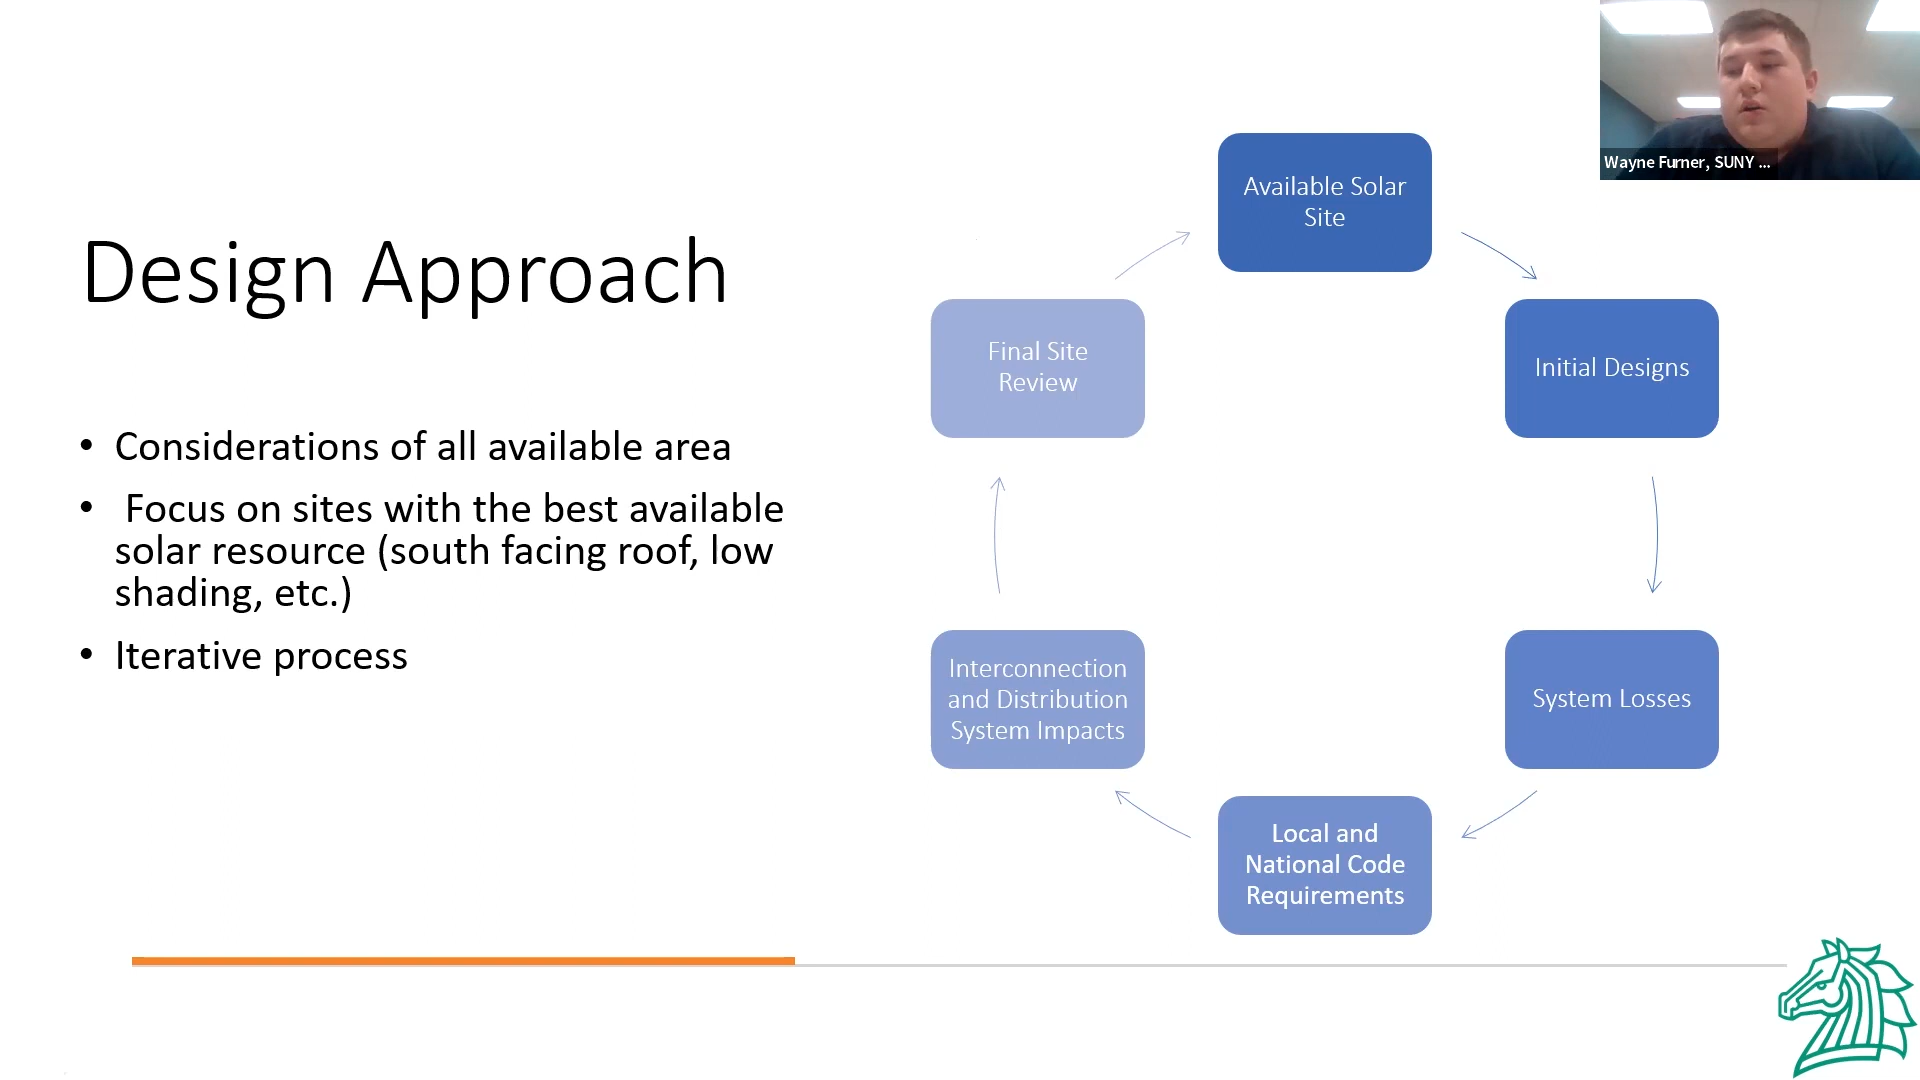 Design Approach
• Considerations of all available area
• Focus on sites with the best available
solar resource (south facing roof, low
shading, etc.)
• Iterative process
Available Solar
Site
Initial Designs
System Losses
Local and
National Code
Requirements
Interconnection
and Distribution
System Impacts
Final Site
Review
Wayne Furner, SUNY ...